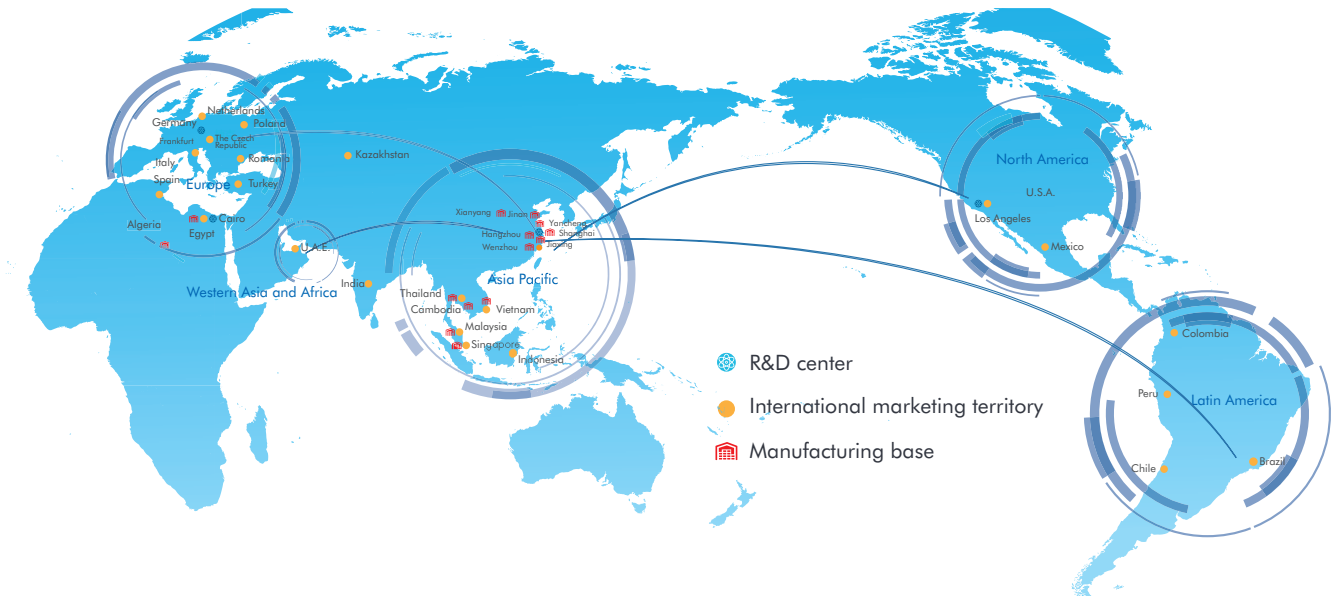 Netherlands
Germany
Poland
Frankfurt
The Czech
Republic
Italy
Romania
Spain
Europe
Turkey
Algeria
Cairo
Egypt
U.A.E.
Western Asia and Africa
Kazakhstan
India
Xianyang
Jinan
Yancheng
Hangzhou
Shanghai
Wenzhou
Jiaxing
Asia Pacific
Thailand
Cambodia
Vietnam
Malaysia
Singapore
Indonesia
North America
U.S.A.
Los Angeles
Mexico
Colombia
Peru
Latin America
Chile
Brazil
R&D center
International marketing territory
Manufacturing base